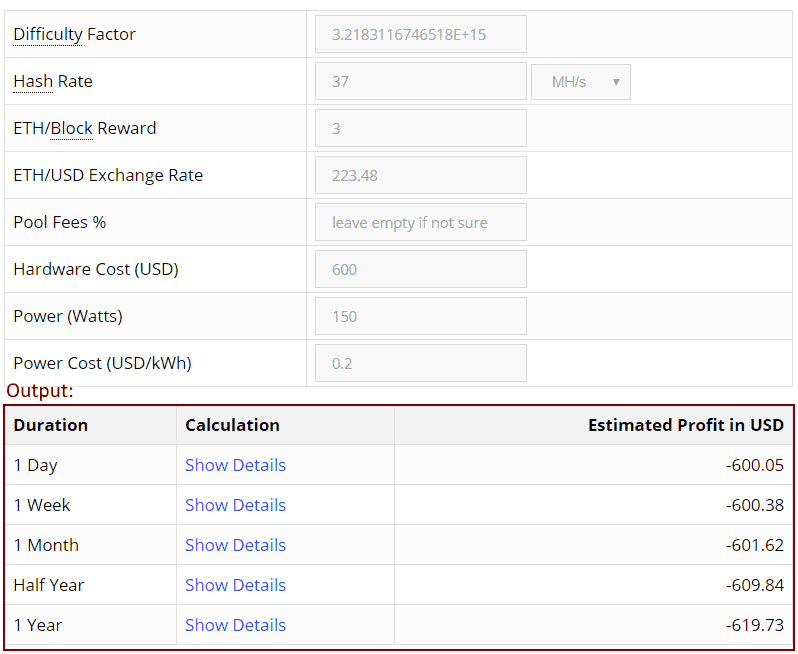 Difficulty Factor 3.2183116746518E+15
Hash Rate 37 MH/s ▼
ETH/Block Reward 3
ETH/USD Exchange Rate 223.48
Pool Fees % leave empty if not sure
Hardware Cost (USD) 600
Power (Watts) 150
Power Cost (USD/kWh) 0.2
Output:
Duration Calculation Estimated Profit in USD
1 Day Show Details -600.05
1 Week Show Details -600.38
1 Month Show Details -601.62
Half Year Show Details -609.84
1 Year Show Details -619.73